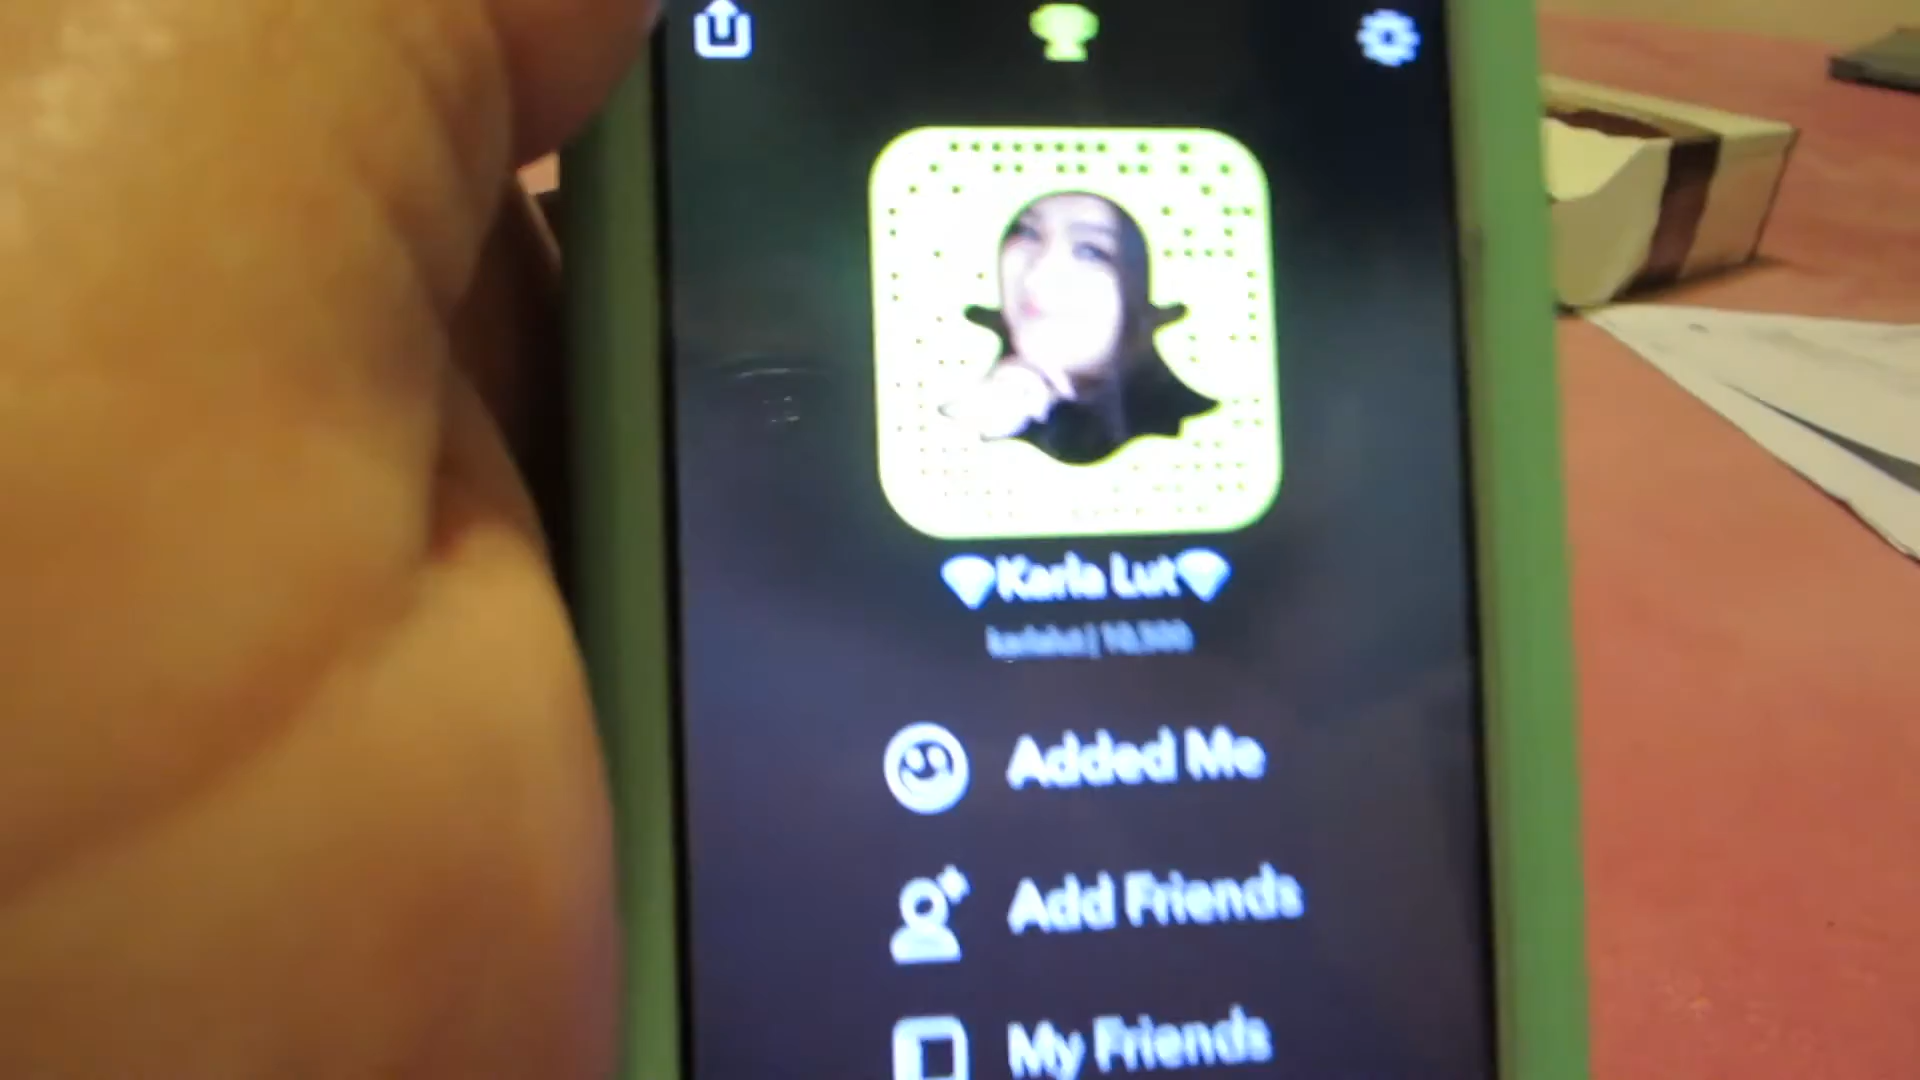 💎Karla Lut💎
Added Me
Add Friends
My Friends